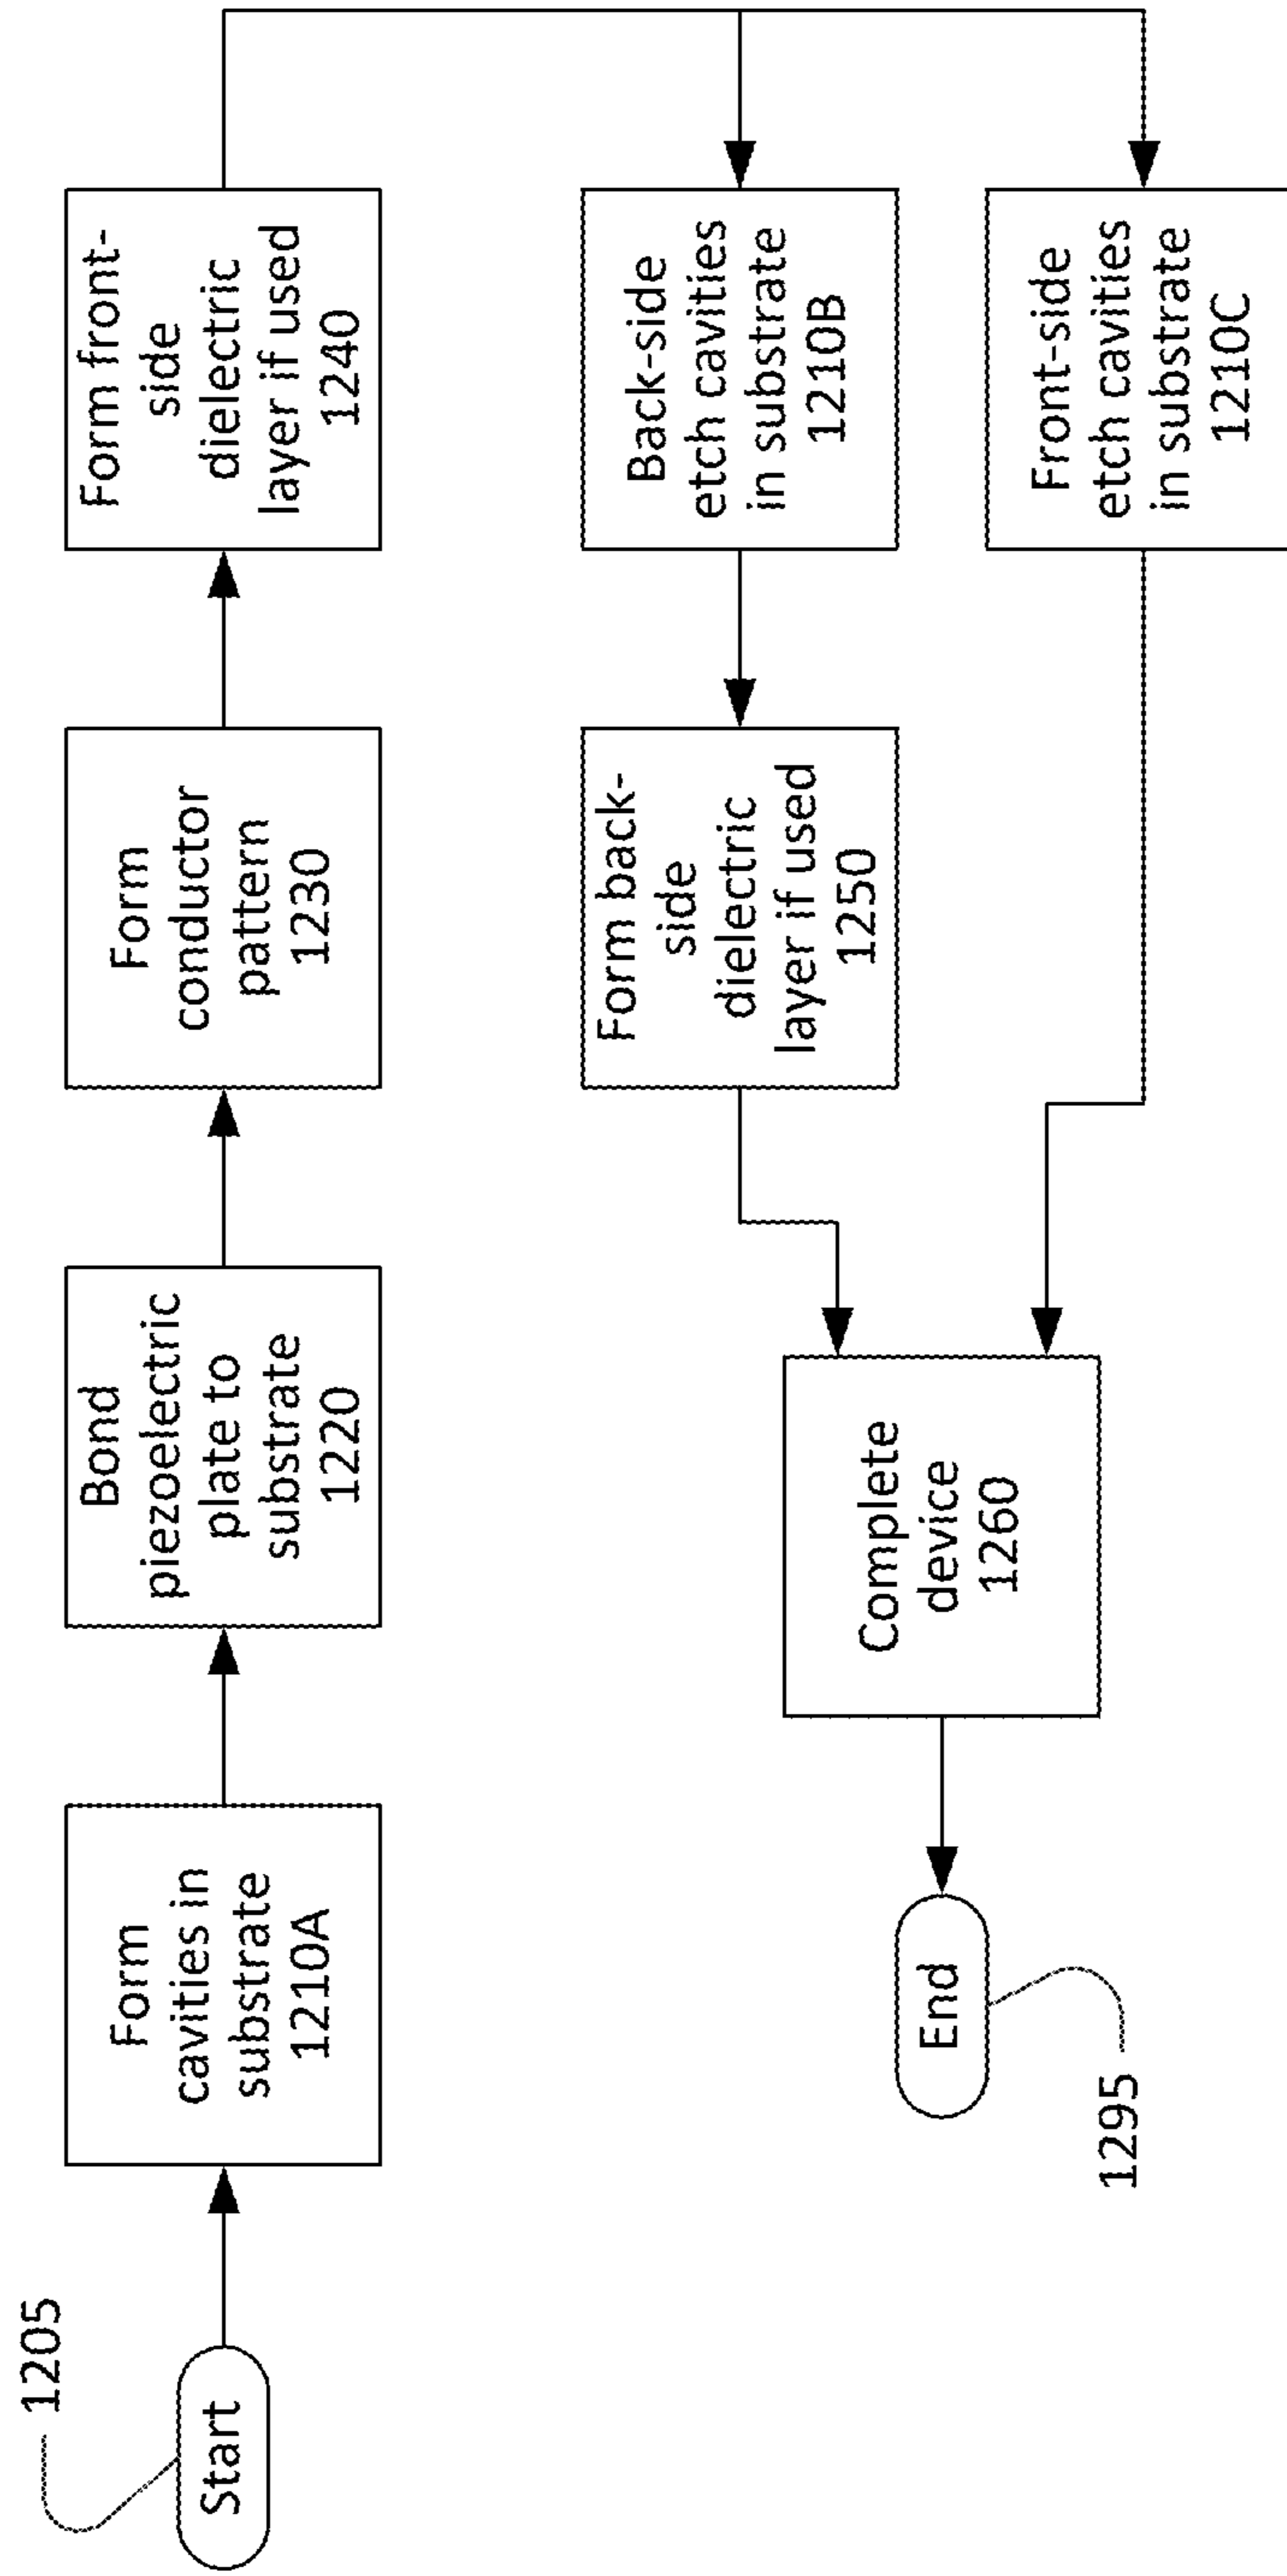 1205
Start
Form
cavities in
substrate
1210A
Bond
piezoelectric
plate to
substrate
1220
Form
conductor
pattern
1230
Form front-
side
dielectric
layer if used
1240
Back-side
etch cavities
in substrate
1210B
Form back-
side
dielectric
layer if used
1250
Front-side
etch cavities
in substrate
1210C
Complete
device
1260
End
1295